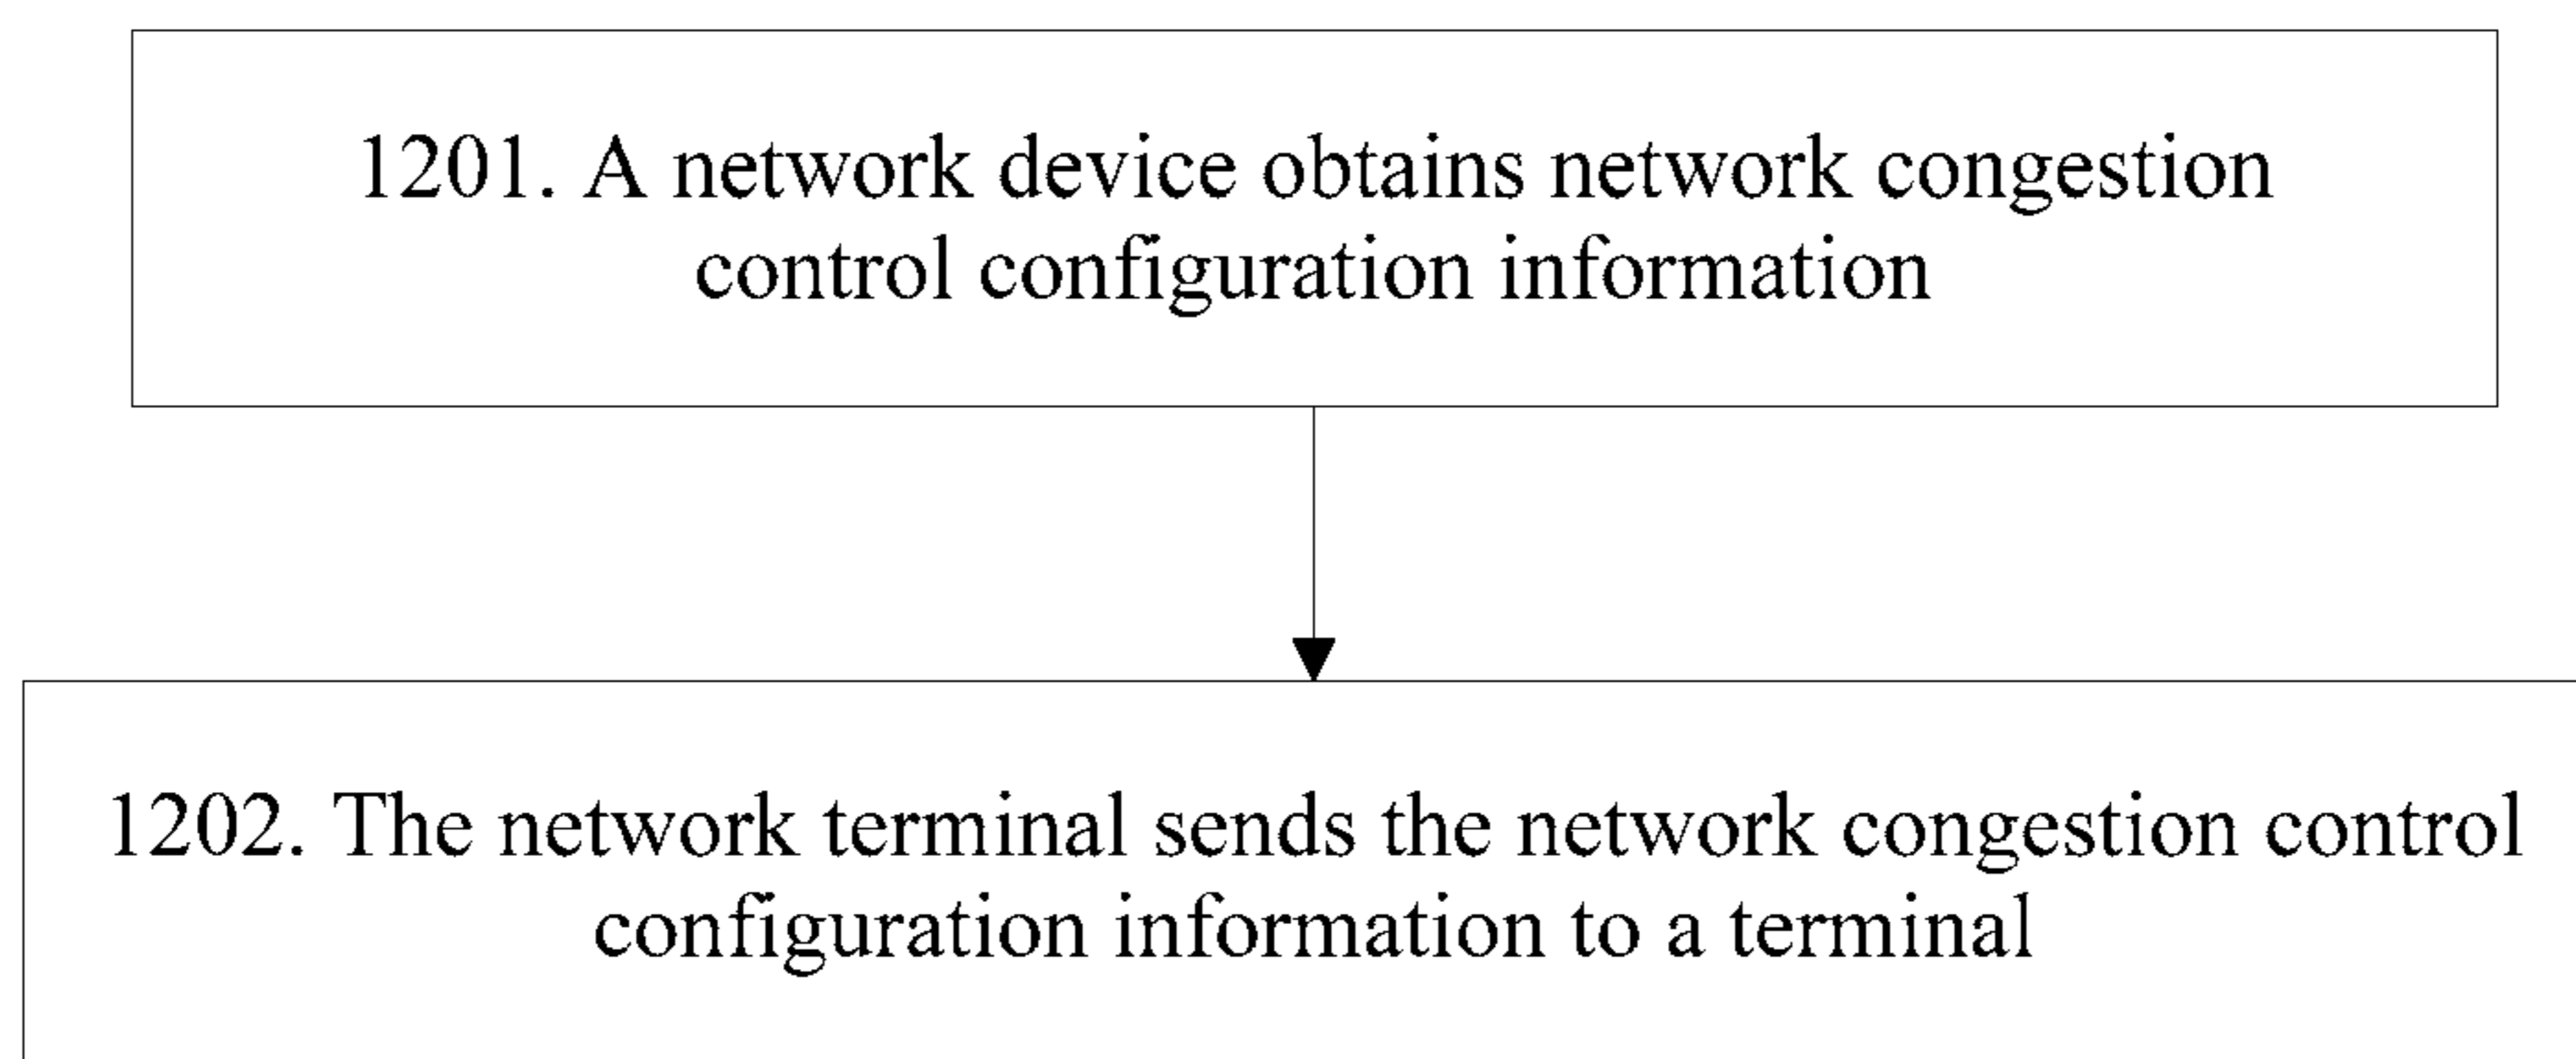 1201. A network device obtains network congestion
control configuration information
1202. The network terminal sends the network congestion control
configuration information to a terminal